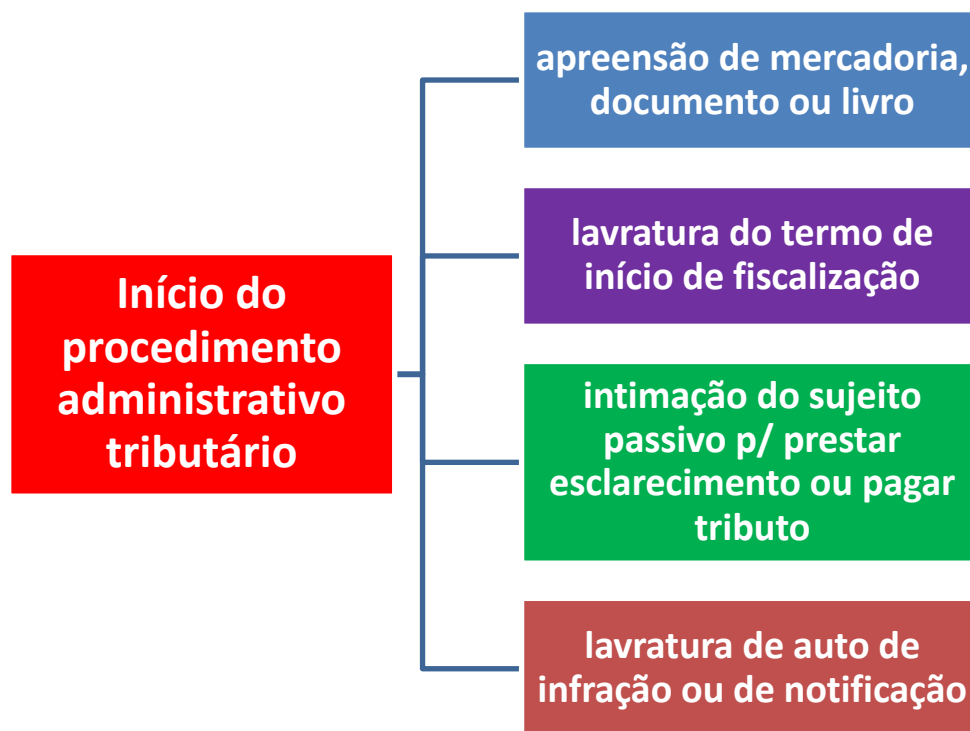 Início do
procedimento
administrativo
tributário
apreensão de mercadoria,
documento ou livro
lavratura do termo de
início de fiscalização
intimação do sujeito
passivo p/ prestar
esclarecimento ou pagar
tributo
lavratura de auto de
infração ou de notificação